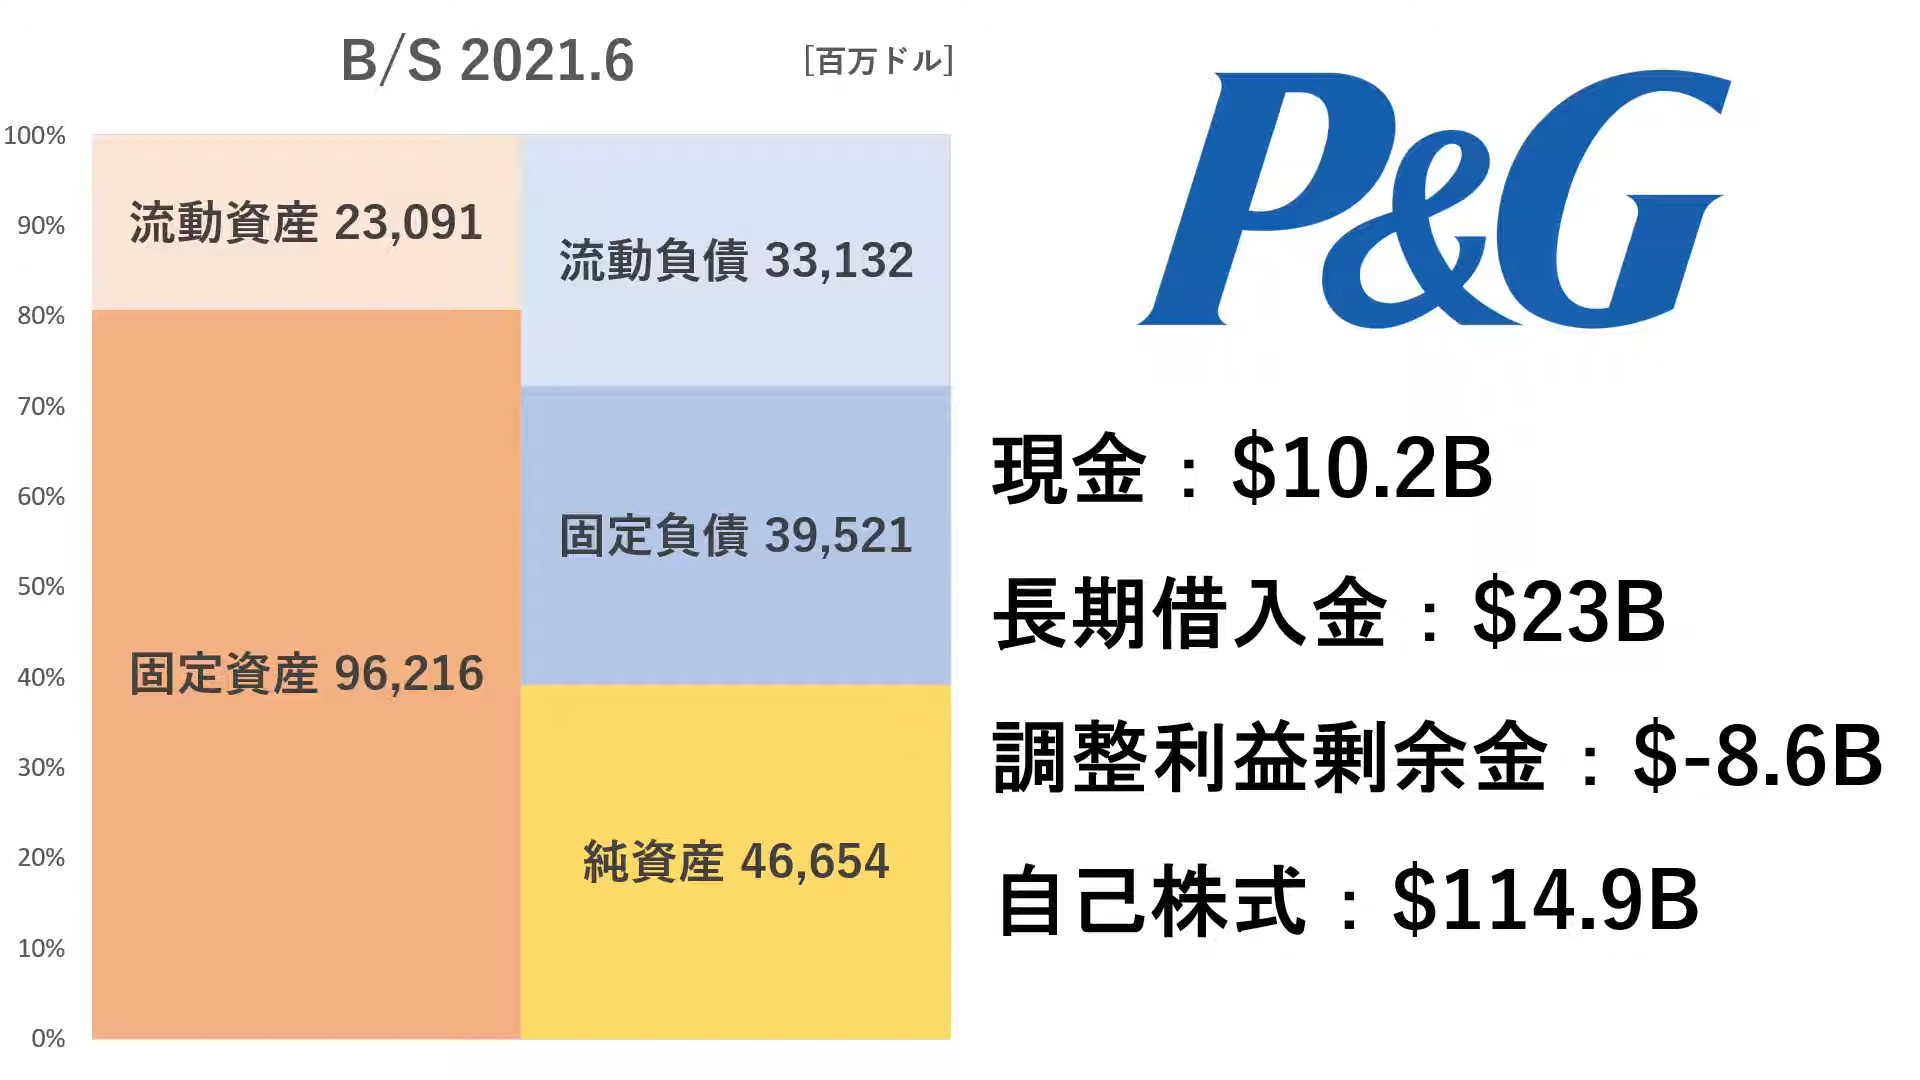 B/S 2021.6
[百万ドル]
100%
90%
80%
70%
60%
50%
40%
30%
20%
10%
0%
流動資産 23,091
固定資産 96,216
流動負債 33,132
固定負債 39,521
純資産 46,654
P&G
現金：$10.2B
長期借入金：$23B
調整利益剰余金：$-8.6B
自己株式：$114.9B